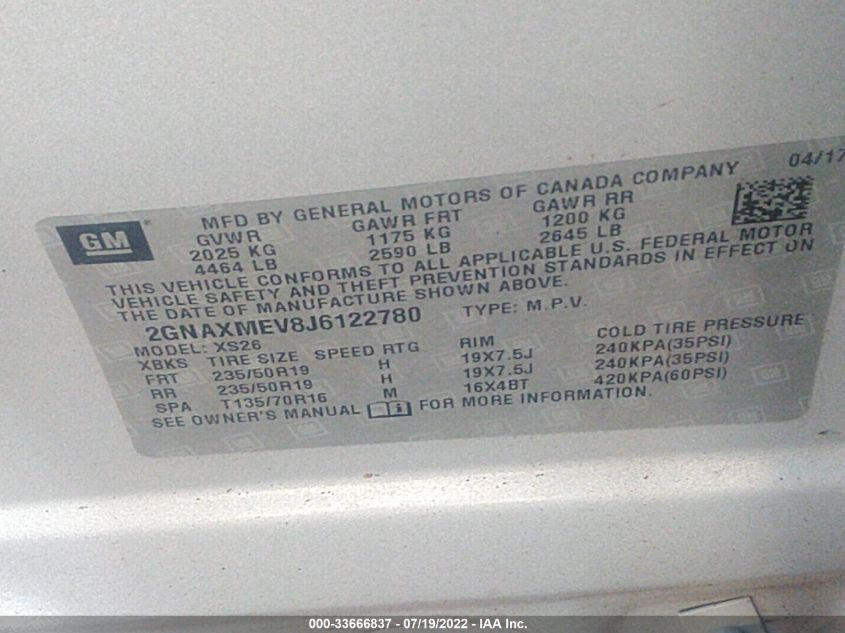 04/17
GM
MFD BY GENERAL MOTORS OF CANADA COMPANY
GVWR GAWR FRT GAWR RR
2025 KG 1175 KG 1200 KG
4464 LB 2590 LB 2645 LB
THIS VEHICLE CONFORMS TO ALL APPLICABLE U.S. FEDERAL MOTOR
VEHICLE SAFETY AND THEFT PREVENTION STANDARDS IN EFFECT ON
THE DATE OF MANUFACTURE SHOWN ABOVE.
2GNAXMEV8J6122780 TYPE: M.P.V.
MODEL: XS26
XBKS TIRE SIZE SPEED RTG RIM COLD TIRE PRESSURE
FRT 235/50R19 H 19X7.5J 240KPA(35PSI)
RR 235/50R19 H 19X7.5J 240KPA(35PSI)
SPA T135/70R16 M 16X4BT 420KPA(60PSI)
SEE OWNER'S MANUAL FOR MORE INFORMATION.
000-33666837 - 07/19/2022 - IAA Inc.